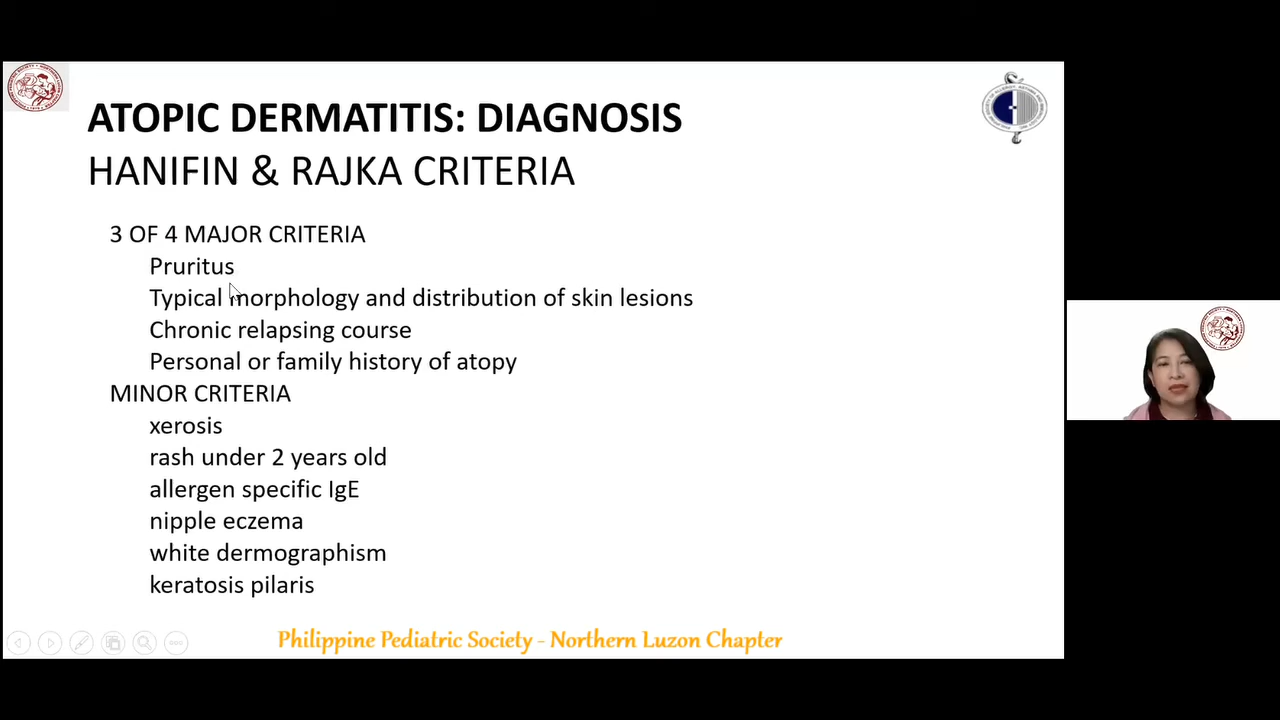 ATOPIC DERMATITIS: DIAGNOSIS
HANIFIN & RAJKA CRITERIA
3 OF 4 MAJOR CRITERIA
Pruritus
Typical morphology and distribution of skin lesions
Chronic relapsing course
Personal or family history of atopy
MINOR CRITERIA
xerosis
rash under 2 years old
allergen specific IgE
nipple eczema
white dermographism
keratosis pilaris
Philippine Pediatric Society - Northern Luzon Chapter